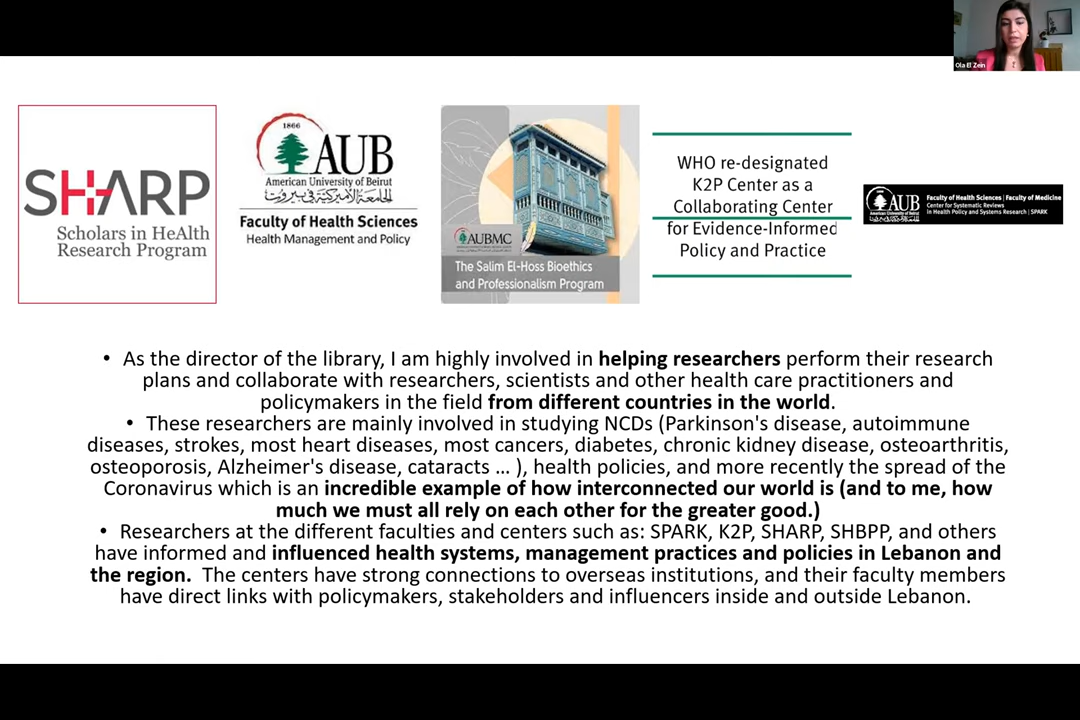 Ola El Zein
SHARP
Scholars in HeAlth
Research Program
1866
AUB
American University of Beirut
الجامعة الأميركية في بيروت
Faculty of Health Sciences
Health Management and Policy
AUBMC
The Salim El-Hoss Bioethics
and Professionalism Program
WHO re-designated
K2P Center as a
Collaborating Center
for Evidence-Informed
Policy and Practice
AUB
American University of Beirut
Faculty of Health Sciences | Faculty of Medicine
Center for Systematic Reviews
in Health Policy and Systems Research | SPARK
• As the director of the library, I am highly involved in helping researchers perform their research
plans and collaborate with researchers, scientists and other health care practitioners and
policymakers in the field from different countries in the world.
• These researchers are mainly involved in studying NCDs (Parkinson's disease, autoimmune
diseases, strokes, most heart diseases, most cancers, diabetes, chronic kidney disease, osteoarthritis,
osteoporosis, Alzheimer's disease, cataracts ... ), health policies, and more recently the spread of the
Coronavirus which is an incredible example of how interconnected our world is (and to me, how
much we must all rely on each other for the greater good.)
• Researchers at the different faculties and centers such as: SPARK, K2P, SHARP, SHBPP, and others
have informed and influenced health systems, management practices and policies in Lebanon and
the region. The centers have strong connections to overseas institutions, and their faculty members
have direct links with policymakers, stakeholders and influencers inside and outside Lebanon.